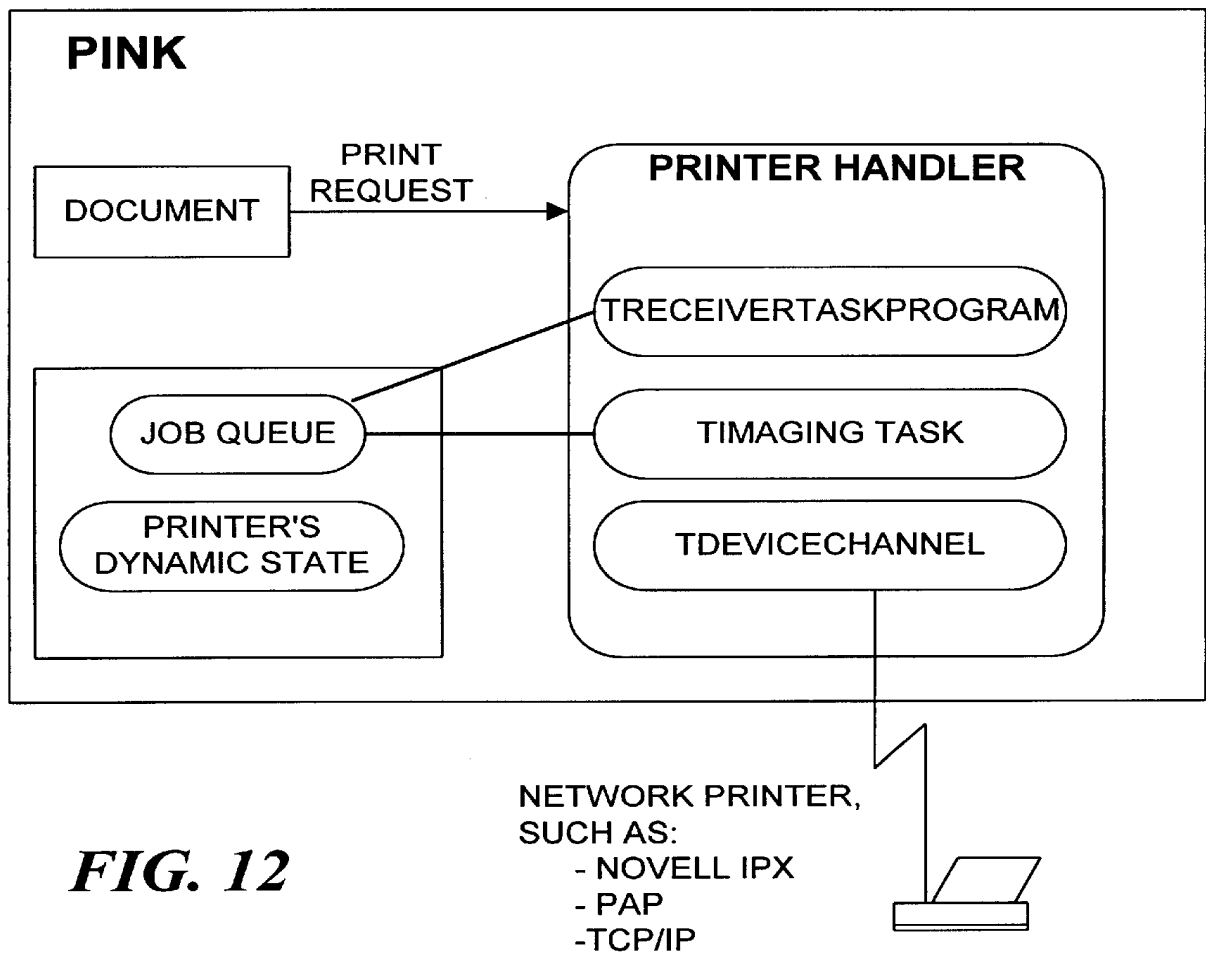 PINK
DOCUMENT
PRINT
REQUEST
PRINTER HANDLER
TRECEIVERTASKPROGRAM
JOB QUEUE
TIMAGING TASK
PRINTER'S
DYNAMIC STATE
TDEVICECHANNEL
NETWORK PRINTER,
SUCH AS:
- NOVELL IPX
- PAP
-TCP/IP
FIG. 12